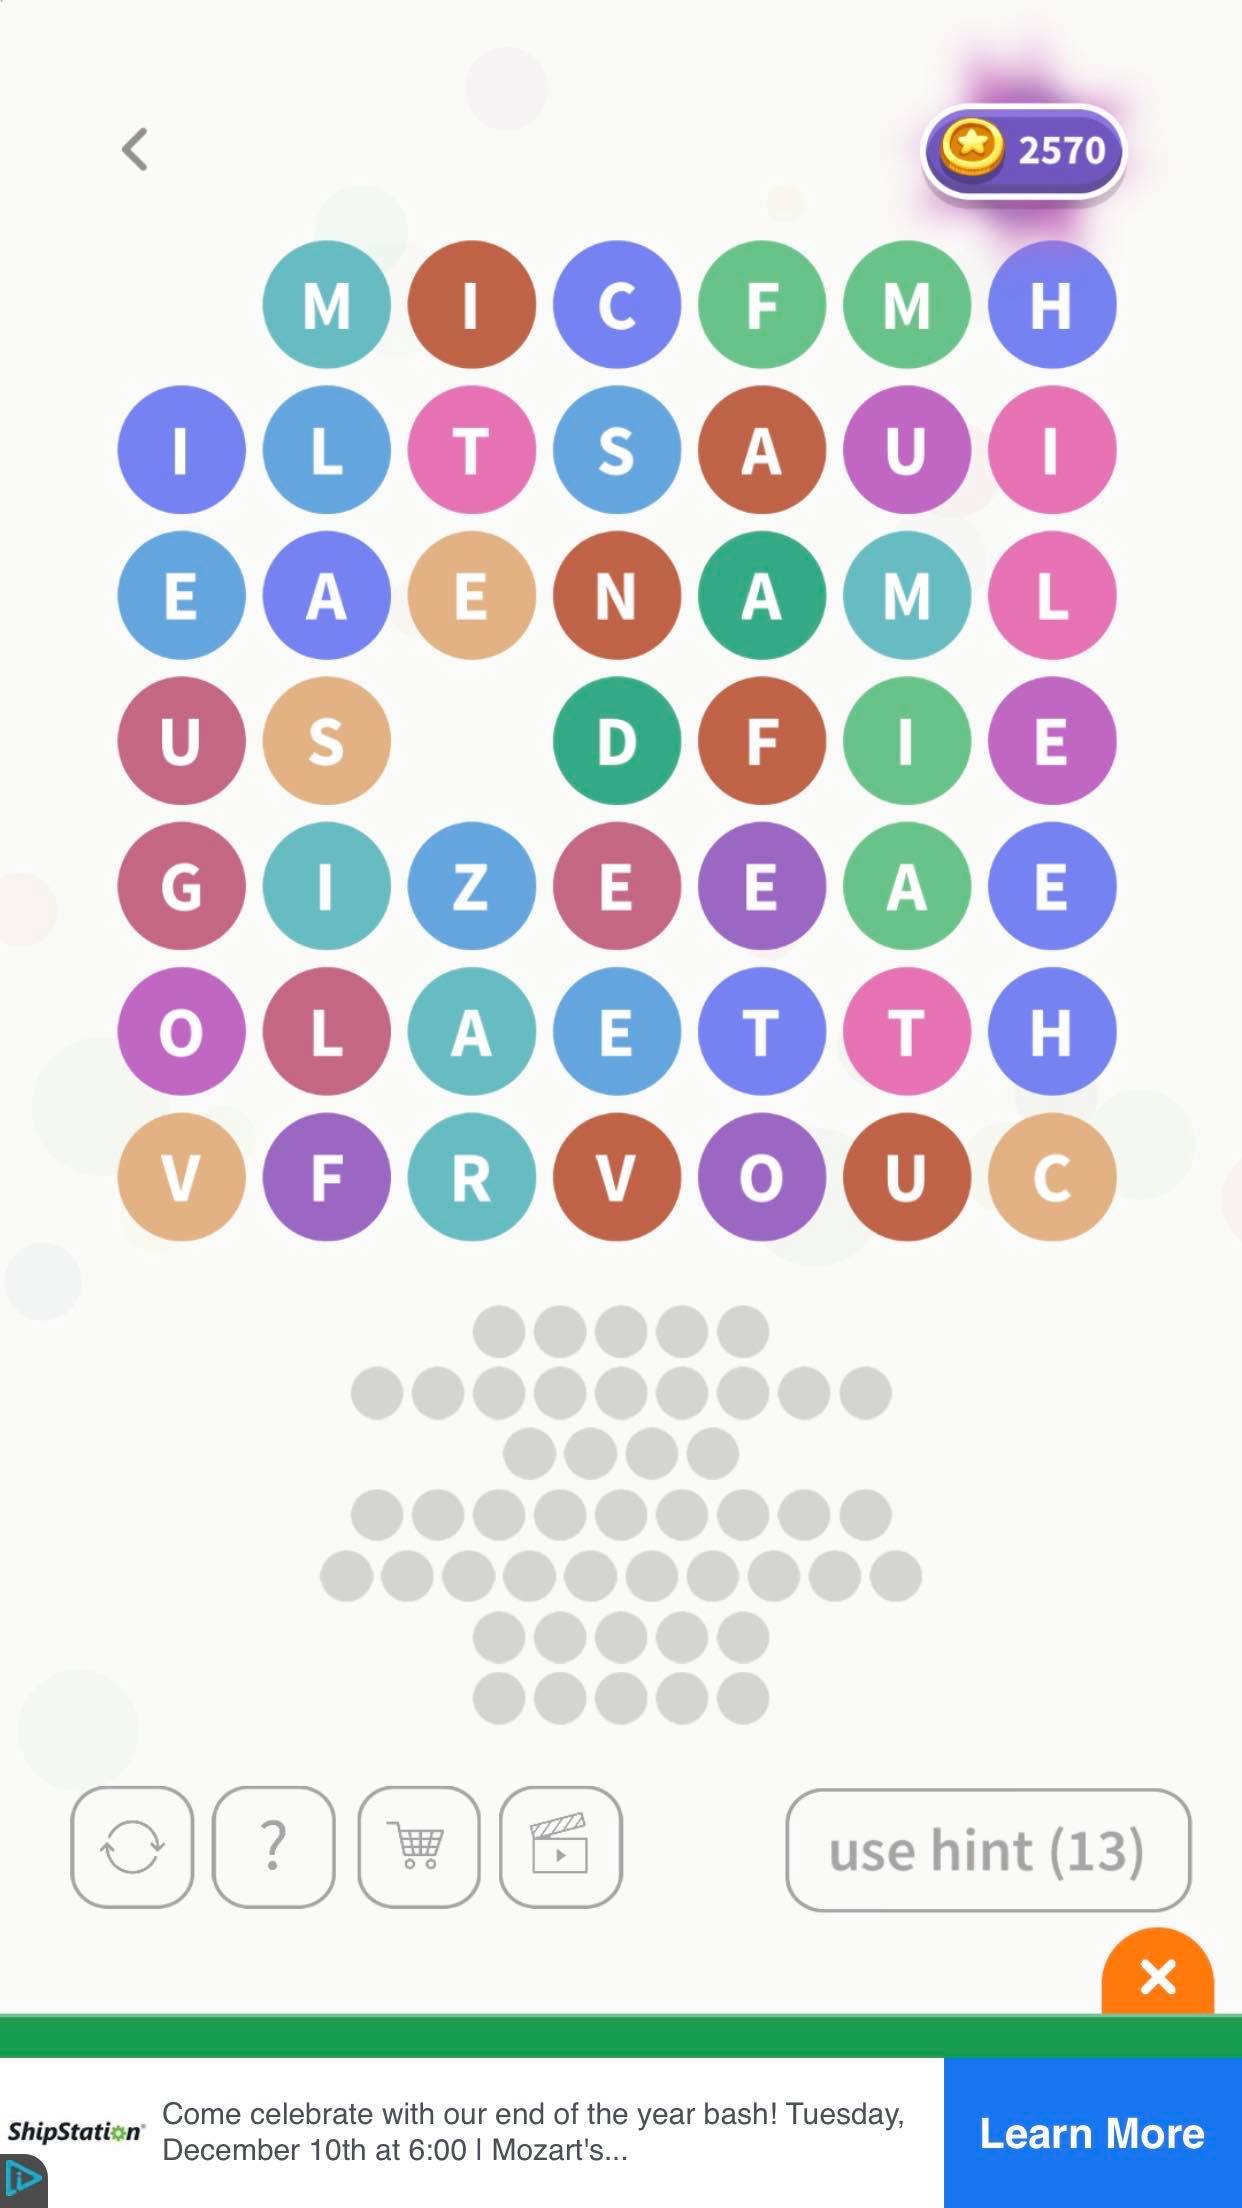 2570
M I C F M H
I L T S A U I
E A E N A M L
U S D F I E
G I Z E E A E
O L A E T T H
V F R V O U C
?
use hint (13)
ShipStation
Come celebrate with our end of the year bash! Tuesday,
December 10th at 6:00 | Mozart's...
Learn More